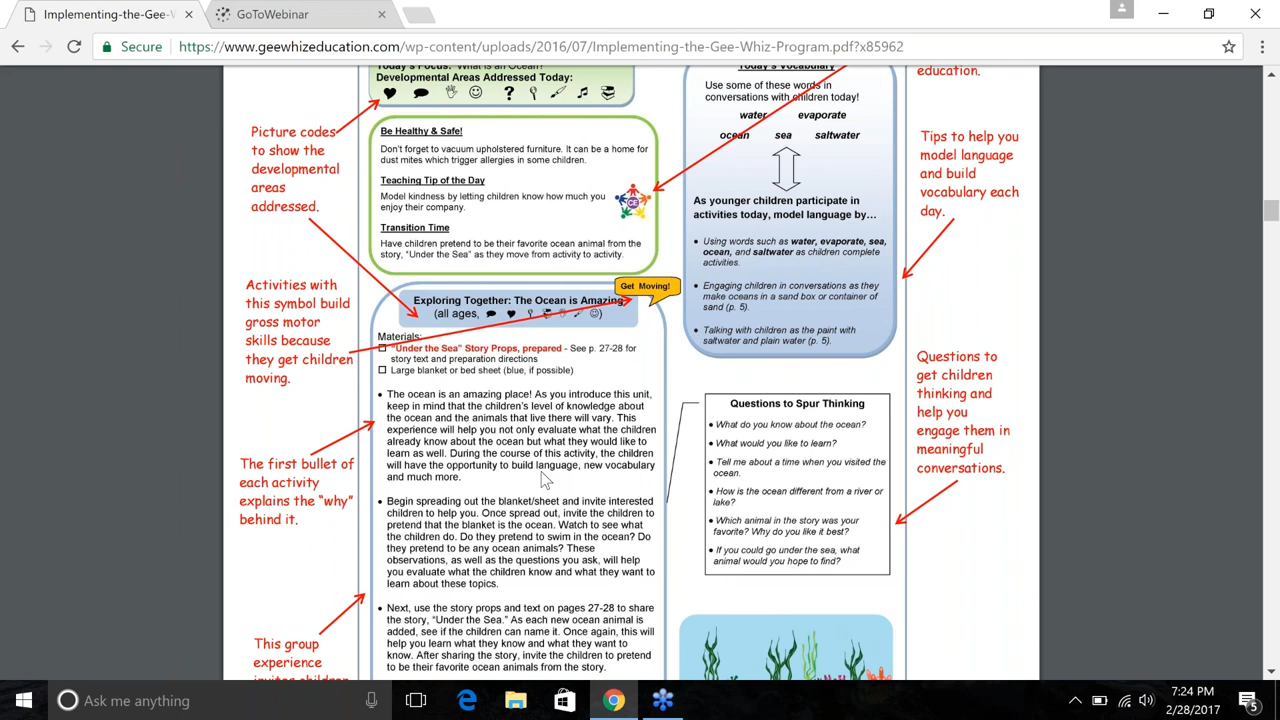 Implementing-the-Gee-W
GoToWebinar
Secure
https://www.geewhizeducation.com/wp-content/uploads/2016/07/Implementing-the-Gee-Whiz-Program.pdf?x85962
Today's Focus: What is an Ocean?
Developmental Areas Addressed Today:
Picture codes
to show the
developmental
areas
addressed.
Be Healthy & Safe!
Don't forget to vacuum upholstered furniture. It can be a home for
dust mites which trigger allergies in some children.
Teaching Tip of the Day
Model kindness by letting children know how much you
enjoy their company.
CE
Transition Time
Have children pretend to be their favorite ocean animal from the
story, "Under the Sea" as they move from activity to activity.
Activities with
this symbol build
gross motor
skills because
they get children
moving.
Get Moving!
Exploring Together: The Ocean is Amazing
(all ages,
)
Materials:
"Under the Sea" Story Props, prepared - See p. 27-28 for
story text and preparation directions
Large blanket or bed sheet (blue, if possible)
• The ocean is an amazing place! As you introduce this unit,
keep in mind that the children's level of knowledge about
the ocean and the animals that live there will vary. This
experience will help you not only evaluate what the children
already know about the ocean but what they would like to
learn as well. During the course of this activity, the children
will have the opportunity to build language, new vocabulary
and much more.
The first bullet of
each activity
explains the "why"
behind it.
• Begin spreading out the blanket/sheet and invite interested
children to help you. Once spread out, invite the children to
pretend that the blanket is the ocean. Watch to see what
the children do. Do they pretend to swim in the ocean? Do
they pretend to be any ocean animals? These
observations, as well as the questions you ask, will help
you evaluate what the children know and what they want to
learn about these topics.
• Next, use the story props and text on pages 27-28 to share
the story, "Under the Sea." As each new ocean animal is
added, see if the children can name it. Once again, this will
help you learn what they know and what they want to
know. After sharing the story, invite the children to pretend
to be their favorite ocean animals from the story.
This group
experience
invites children
Today's Vocabulary
Use some of these words in
conversations with children today!
water evaporate
ocean sea saltwater
As younger children participate in
activities today, model language by…
• Using words such as water, evaporate, sea,
ocean, and saltwater as children complete
activities.
• Engaging children in conversations as they
make oceans in a sand box or container of
sand (p. 5).
• Talking with children as the paint with
saltwater and plain water (p. 5).
education.
Tips to help you
model language
and build
vocabulary each
day.
Questions to Spur Thinking
• What do you know about the ocean?
• What would you like to learn?
• Tell me about a time when you visited the
ocean.
• How is the ocean different from a river or
lake?
• Which animal in the story was your
favorite? Why do you like it best?
• If you could go under the sea, what
animal would you hope to find?
Questions to
get children
thinking and
help you
engage them in
meaningful
conversations.
Ask me anything
7:24 PM
2/28/2017
5